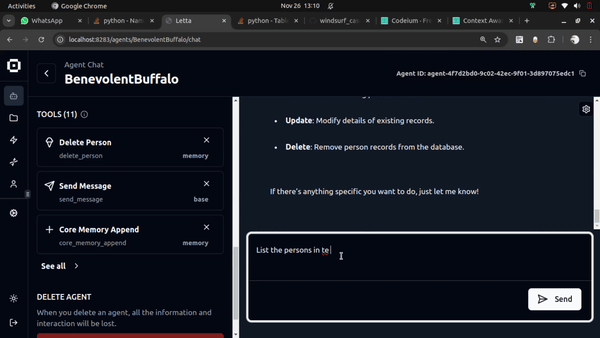 Activities
Google Chrome
Nov 26 13:10
WhatsApp
python - Nam
Letta
python - Tabl
windsurf_cas
Codeium - Fre
Context Awar
localhost:8283/agents/BenevolentBuffalo/chat
Agent Chat
BenevolentBuffalo
Agent ID: agent-4f7d2bd0-9c02-42ec-9f01-3d897075edc1
TOOLS (11)
Delete Person
delete_person
memory
Send Message
send_message
base
Core Memory Append
core_memory_append
memory
See all
DELETE AGENT
When you delete an agent, all the information and
interaction will be lost.
Update: Modify details of existing records.
Delete: Remove person records from the database.
If there's anything specific you want to do, just let me know!
List the persons in te
Send